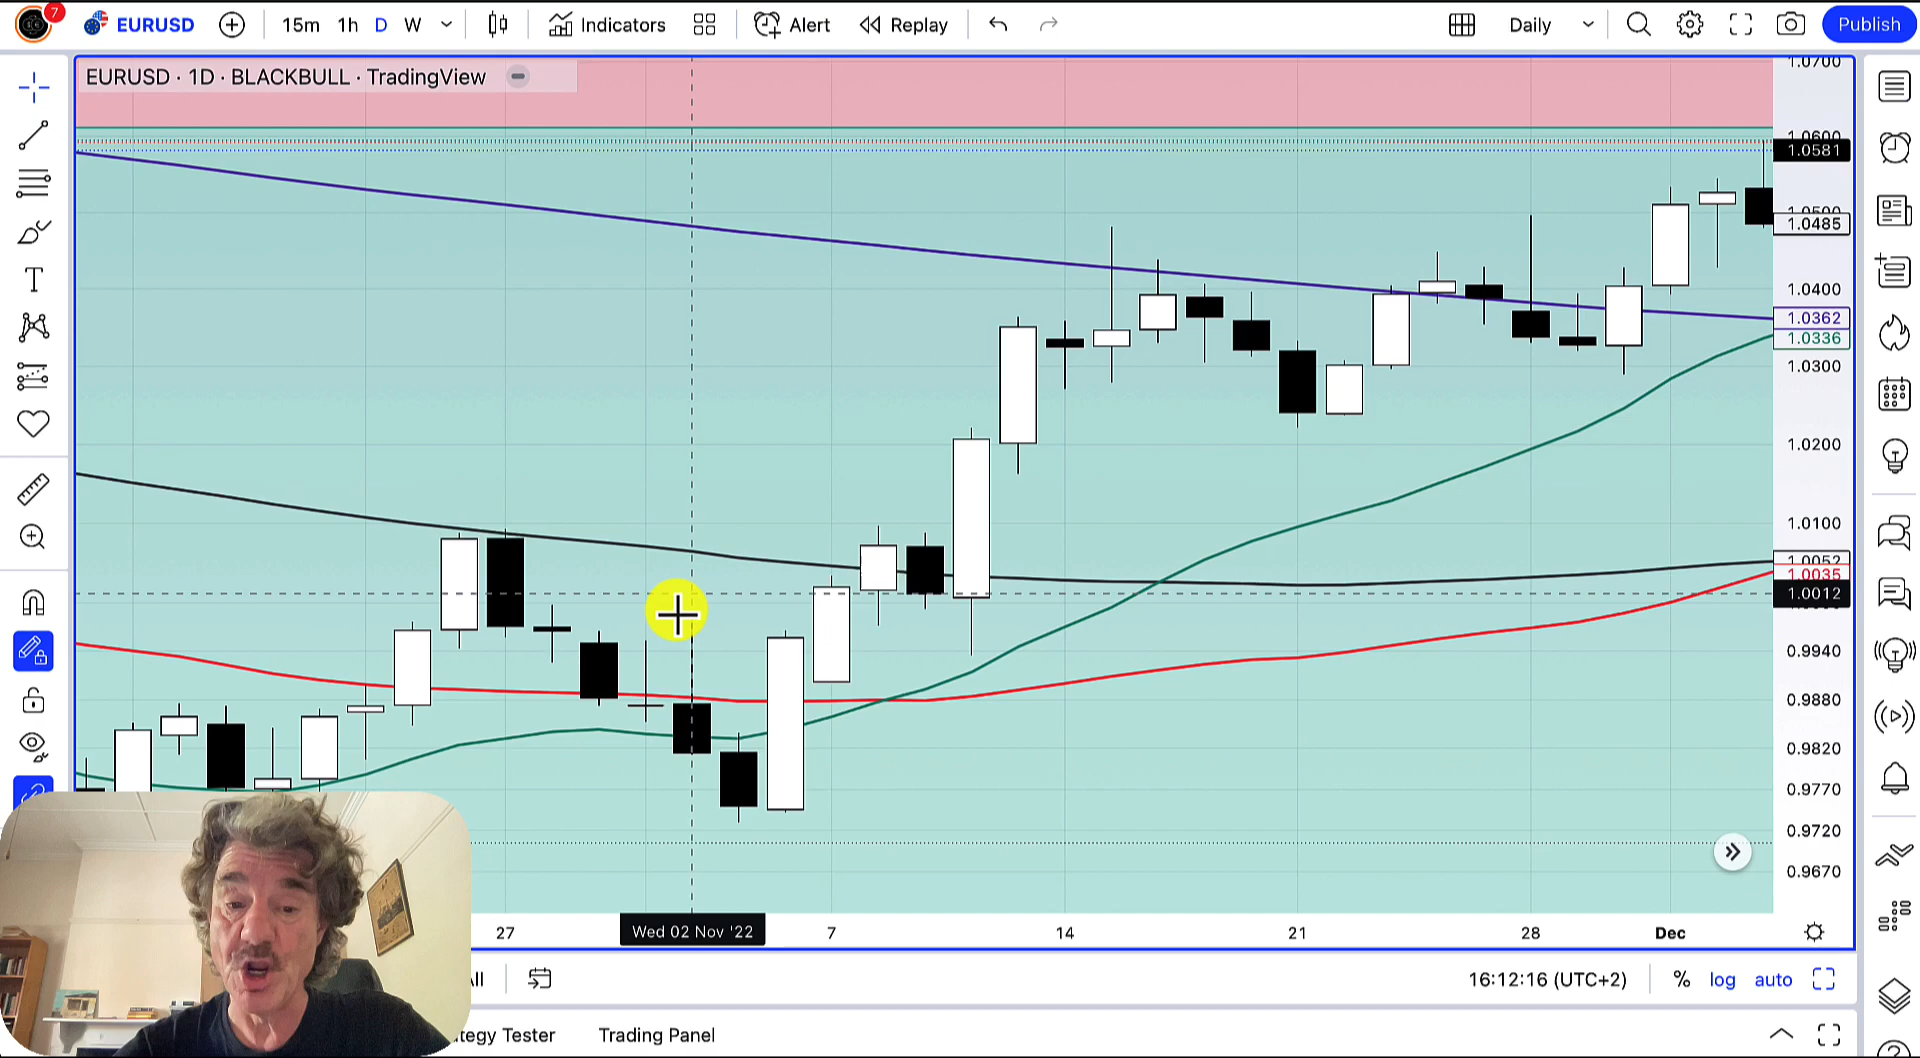 7
EURUSD
15m 1h D W
Indicators
Alert
Replay
Daily
Publish
EURUSD · 1D · BLACKBULL · TradingView
1.0700
1.0600
1.0581
1.0500
1.0485
1.0400
1.0362
1.0336
1.0300
1.0200
1.0100
1.0052
1.0035
1.0012
0.9940
0.9880
0.9820
0.9770
0.9720
0.9670
27
Wed 02 Nov '22
7
14
21
28
Dec
16:12:16 (UTC+2)
%
log
auto
Trading Panel